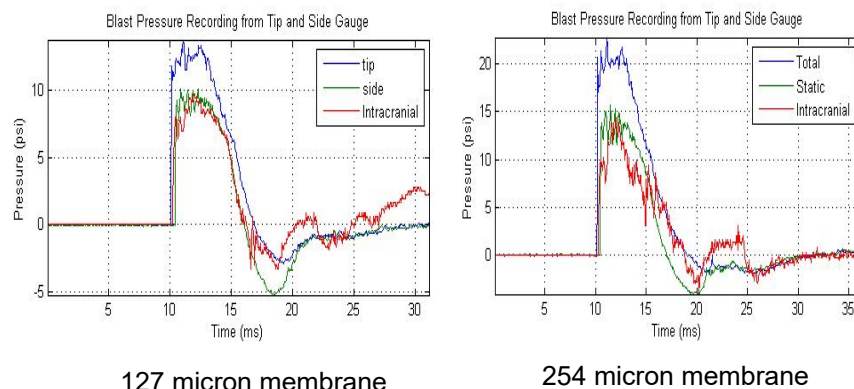 Blast Pressure Recording from Tip and Side Gauge
tip
side
Intracranial
10
5
0
-5
Pressure (psi)
5 10 15 20 25 30
Time (ms)
127 micron membrane
Blast Pressure Recording from Tip and Side Gauge
Total
Static
Intracranial
20
15
10
5
0
Pressure (psi)
5 10 15 20 25 30 35
Time (ms)
254 micron membrane